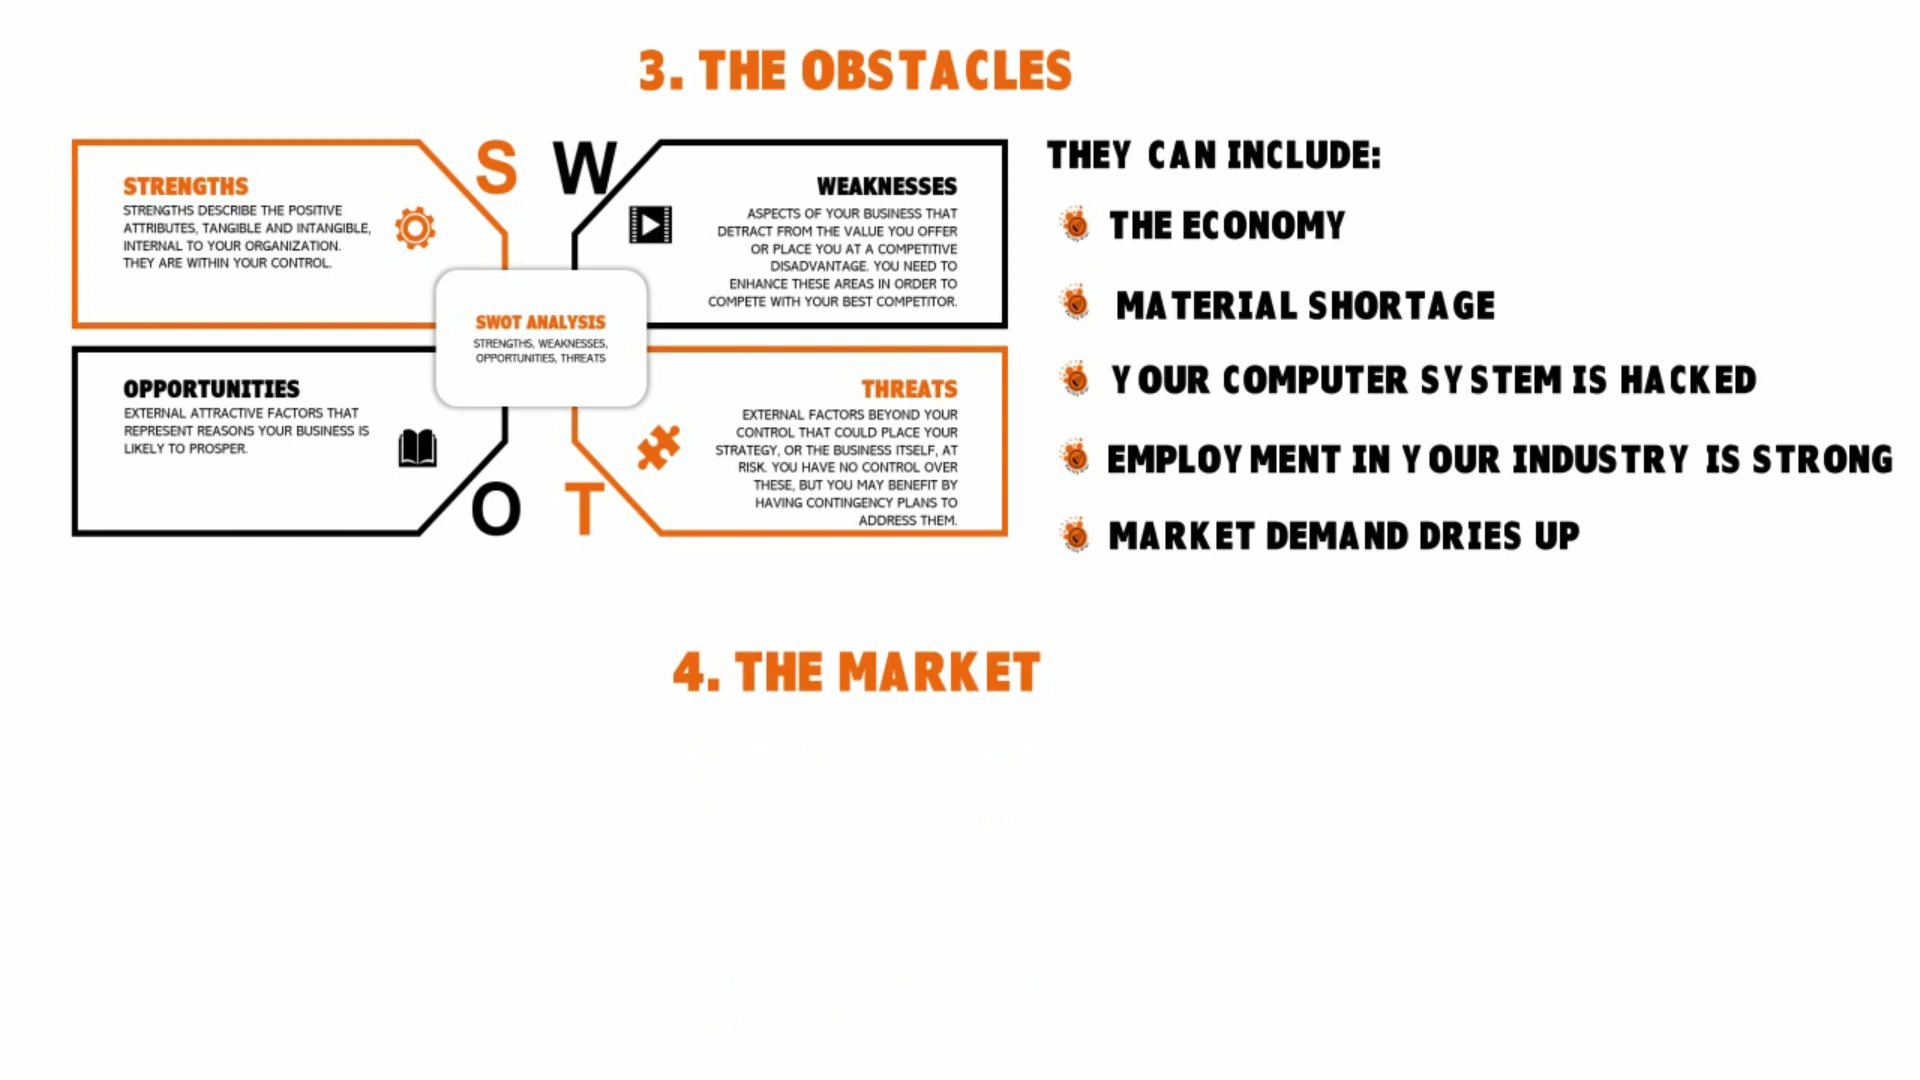 3. THE OBSTACLES
S W
STRENGTHS
STRENGTHS DESCRIBE THE POSITIVE
ATTRIBUTES, TANGIBLE AND INTANGIBLE,
INTERNAL TO YOUR ORGANIZATION.
THEY ARE WITHIN YOUR CONTROL.
WEAKNESSES
ASPECTS OF YOUR BUSINESS THAT
DETRACT FROM THE VALUE YOU OFFER
OR PLACE YOU AT A COMPETITIVE
DISADVANTAGE. YOU NEED TO
ENHANCE THESE AREAS IN ORDER TO
COMPETE WITH YOUR BEST COMPETITOR.
SWOT ANALYSIS
STRENGTHS, WEAKNESSES,
OPPORTUNITIES, THREATS
OPPORTUNITIES
EXTERNAL ATTRACTIVE FACTORS THAT
REPRESENT REASONS YOUR BUSINESS IS
LIKELY TO PROSPER.
THREATS
EXTERNAL FACTORS BEYOND YOUR
CONTROL THAT COULD PLACE YOUR
STRATEGY, OR THE BUSINESS ITSELF, AT
RISK. YOU HAVE NO CONTROL OVER
THESE, BUT YOU MAY BENEFIT BY
HAVING CONTINGENCY PLANS TO
ADDRESS THEM.
O T
THEY CAN INCLUDE:
THE ECONOMY
MATERIAL SHORTAGE
YOUR COMPUTER SYSTEM IS HACKED
EMPLOYMENT IN YOUR INDUSTRY IS STRONG
MARKET DEMAND DRIES UP
4. THE MARKET